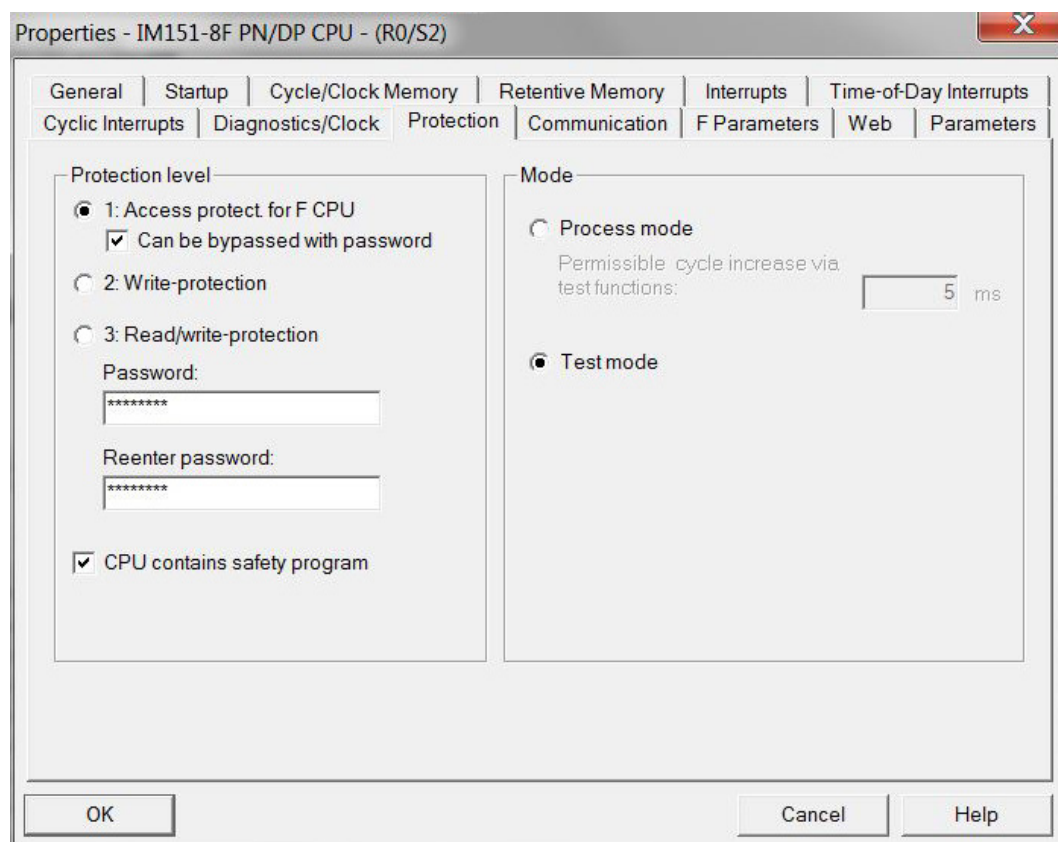 Properties - IM151-8F PN/DP CPU - (R0/S2)
X
General Startup Cycle/Clock Memory Retentive Memory Interrupts Time-of-Day Interrupts
Cyclic Interrupts Diagnostics/Clock Protection Communication F Parameters Web Parameters
Protection level
1: Access protect. for F CPU
Can be bypassed with password
2: Write-protection
3: Read/write-protection
Password:
********
Reenter password:
********
CPU contains safety program
Mode
Process mode
Permissible cycle increase via
test functions:
5 ms
Test mode
OK Cancel Help